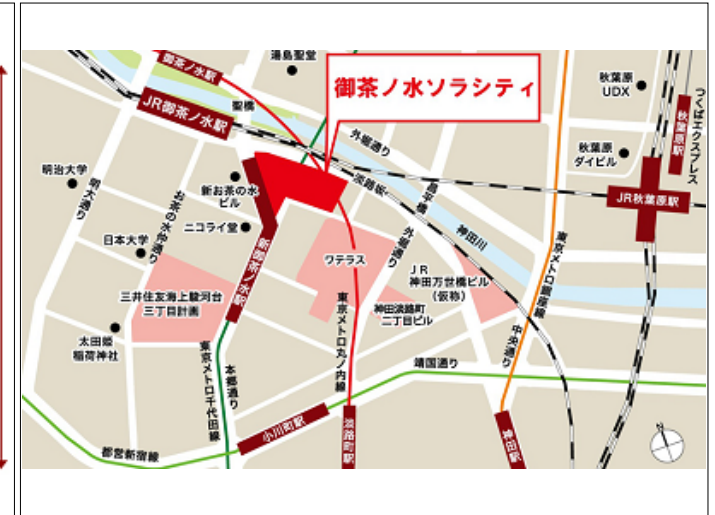 湯島聖堂
御茶ノ水駅
御茶ノ水ソラシティ
秋葉原
UDX
つくばエクスプレス
JR御茶ノ水駅
聖橋
秋葉原駅
外堀通り
秋葉原
ダイビル
明治大学
淡路坂
新お茶の水
ビル
昌平橋
JR秋葉原駅
明大通り
お茶の水仲通り
ニコライ堂
神田川
日本大学
新御茶ノ水駅
ワテラス
外堀通り
JR
神田万世橋ビル
(仮称)
東京メトロ銀座線
三井住友海上駿河台
三丁目計画
東京メトロ丸ノ内線
神田淡路町
二丁目ビル
中央通り
太田姫
稲荷神社
東京メトロ千代田線
本郷通り
靖国通り
小川町駅
淡路町駅
神田駅
都営新宿線
N